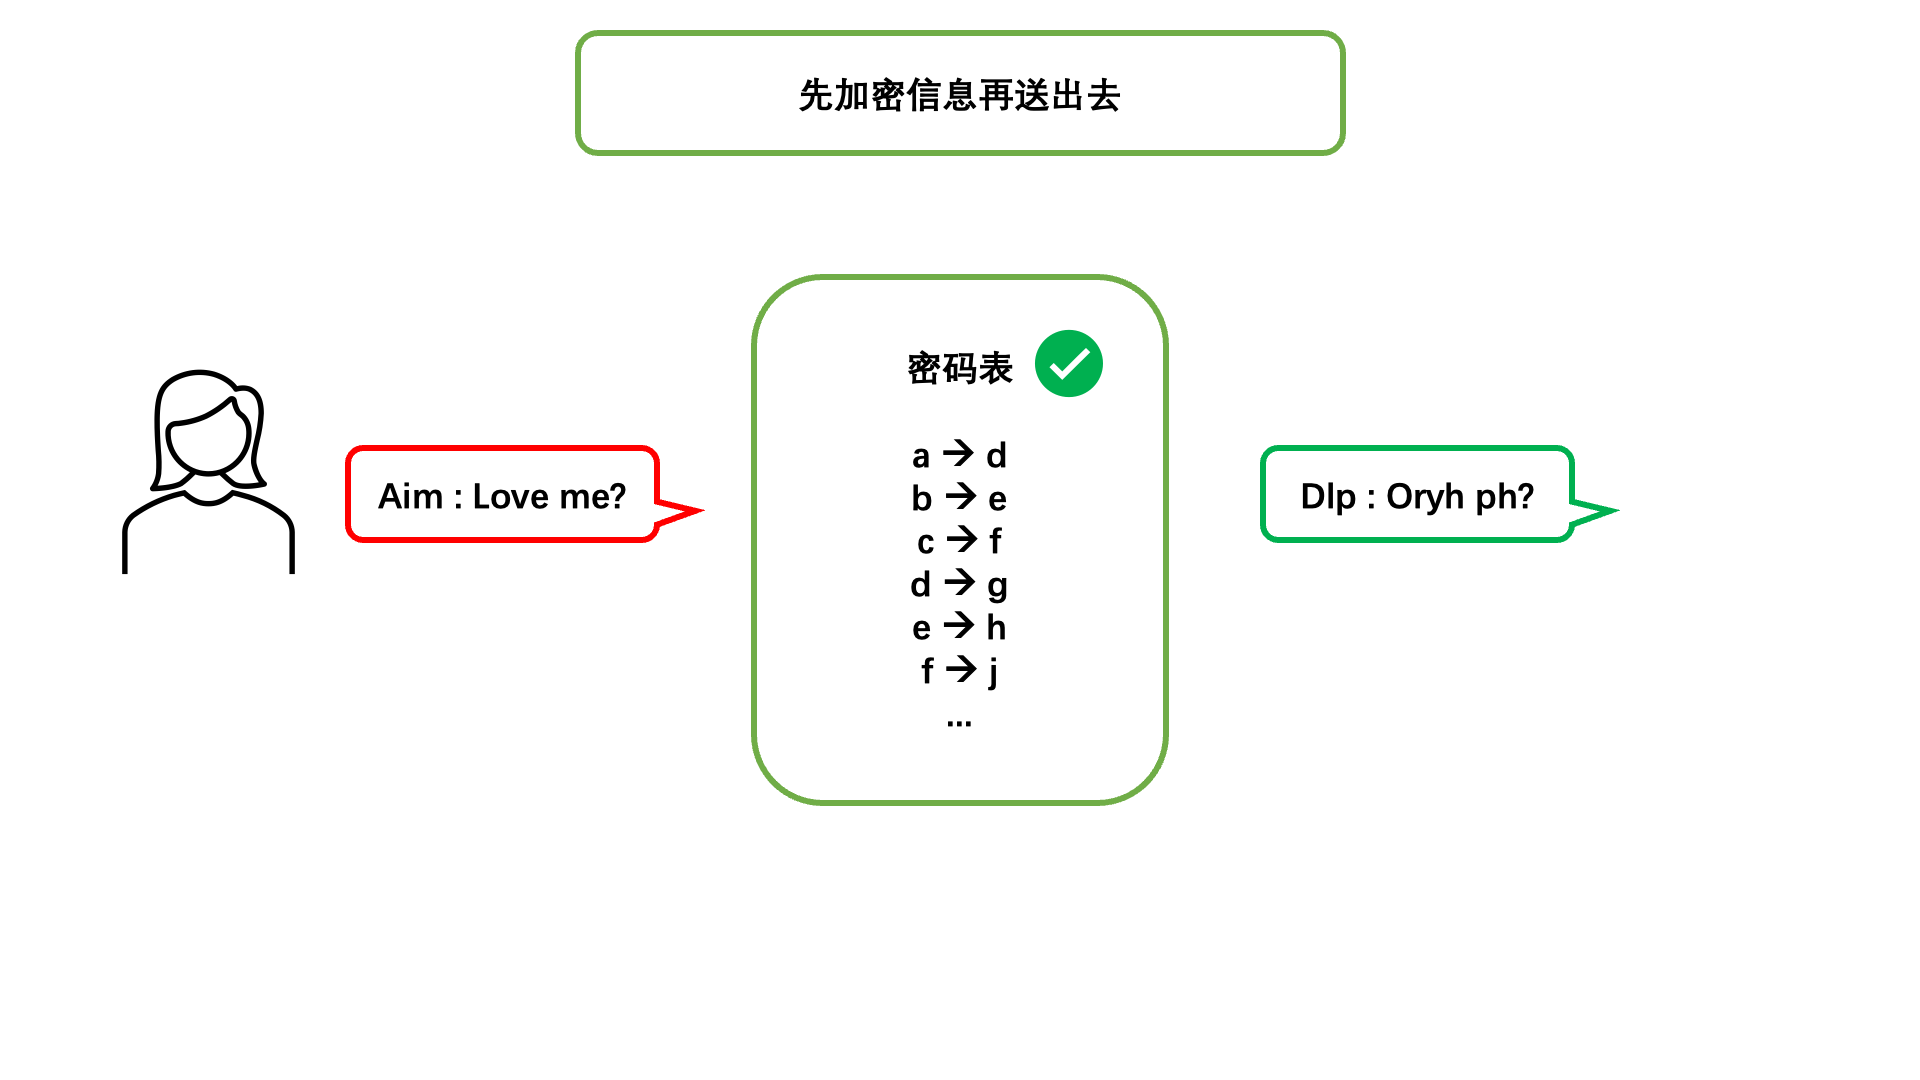 先加密信息再送出去
Aim : Love me?
密码表
a → d
b → e
c → f
d → g
e → h
f → j
...
Dlp : Oryh ph?